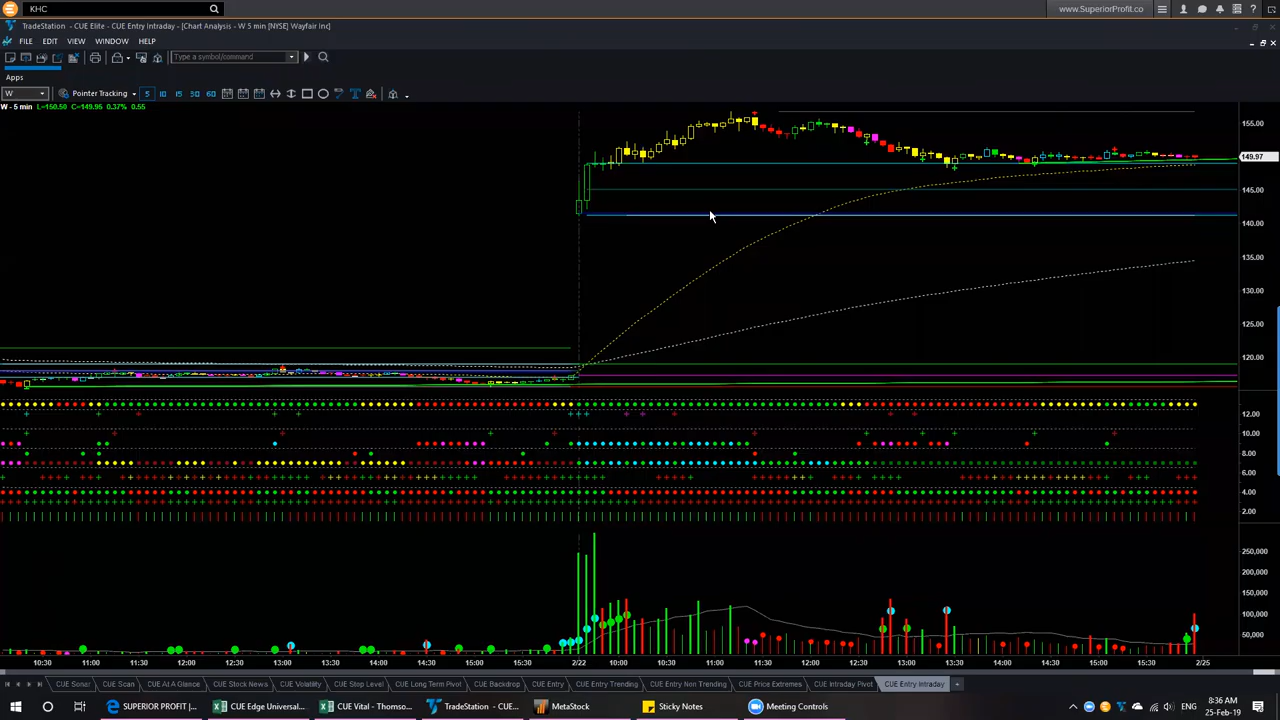 KHC
www.SuperiorProfit.co
TradeStation - CUE Elite - CUE Entry Intraday - [Chart Analysis - W 5 min [NYSE] Wayfair Inc]
FILE EDIT VIEW WINDOW HELP
Type a symbol/command
Apps
W Pointer Tracking 5 10 15 30 60
W - 5 min L=150.50 C=149.95 0.37% 0.55
155.00
149.97
145.00
140.00
135.00
130.00
125.00
120.00
12.00
10.00
8.00
6.00
4.00
2.00
250,000
200,000
150,000
100,000
50,000
10:30 11:00 11:30 12:00 12:30 13:00 13:30 14:00 14:30 15:00 15:30 2/22 10:00 10:30 11:00 11:30 12:00 12:30 13:00 13:30 14:00 14:30 15:00 15:30 2/25
CUE Sonar CUE Scan CUE At A Glance CUE Stock News CUE Volatility CUE Stop Level CUE Long Term Pivot CUE Backdrop CUE Entry CUE Entry Trending CUE Entry Non Trending CUE Price Extremes CUE Intraday Pivot CUE Entry Intraday
SUPERIOR PROFIT |... CUE Edge Universal... CUE Vital - Thomso... TradeStation - CUE... MetaStock Sticky Notes Meeting Controls
8:36 AM
25-Feb-19